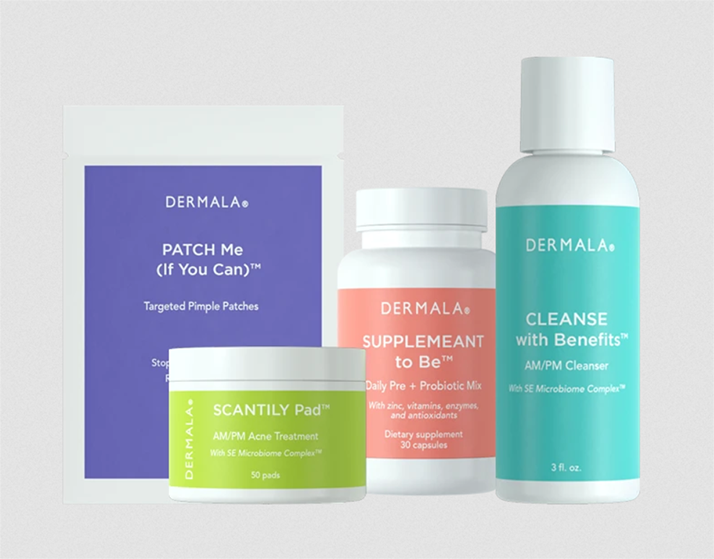 DERMALA®
PATCH Me
(If You Can)™
Targeted Pimple Patches
DERMALA®
SCANTILY Pad™
AM/PM Acne Treatment
With SE Microbiome Complex™
50 pads
DERMALA®
SUPPLEMEANT
to Be™
Daily Pre + Probiotic Mix
With zinc, vitamins, enzymes,
and antioxidants
Dietary supplement
30 capsules
DERMALA®
CLEANSE
with Benefits™
AM/PM Cleanser
With SE Microbiome Complex™
3 fl. oz.